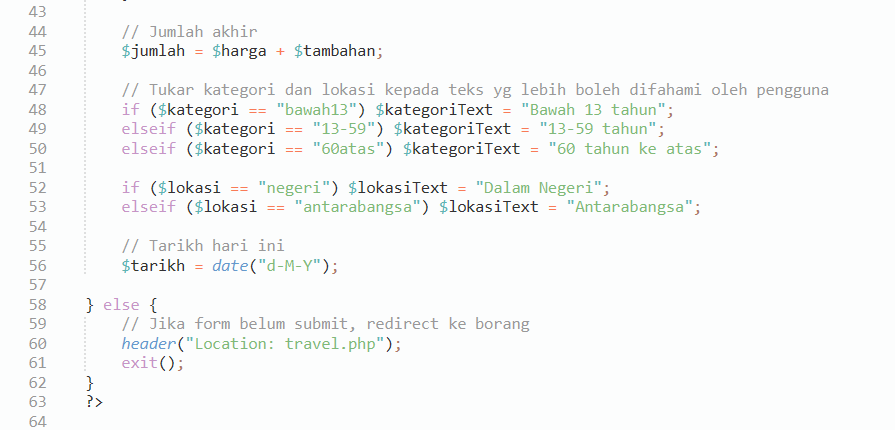 43
44 // Jumlah akhir
45 $jumlah = $harga + $tambahan;
46
47 // Tukar kategori dan lokasi kepada teks yg lebih boleh difahami oleh pengguna
48 if ($kategori == "bawah13") $kategoriText = "Bawah 13 tahun";
49 elseif ($kategori == "13-59") $kategoriText = "13-59 tahun";
50 elseif ($kategori == "60atas") $kategoriText = "60 tahun ke atas";
51
52 if ($lokasi == "negeri") $lokasiText = "Dalam Negeri";
53 elseif ($lokasi == "antarabangsa") $lokasiText = "Antarabangsa";
54
55 // Tarikh hari ini
56 $tarikh = date("d-M-Y");
57
58 } else {
59 // Jika form belum submit, redirect ke borang
60 header("Location: travel.php");
61 exit();
62 }
63 ?>
64